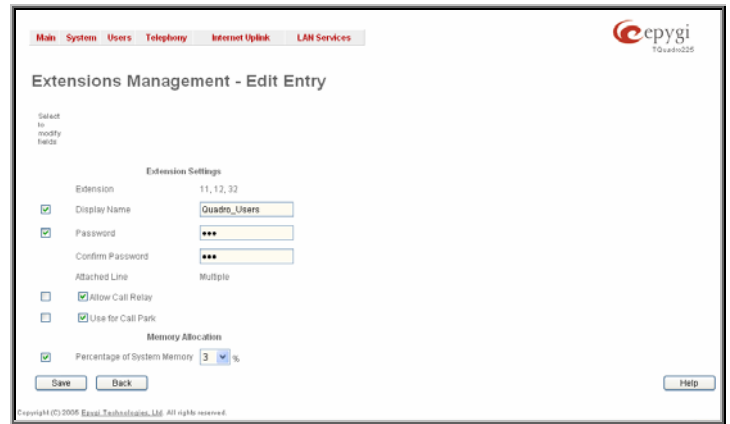 Main System Users Telephony Internet Uplink LAN Services
epygi
TQuadro225
Extensions Management - Edit Entry
Select
to
modify
fields
Extension Settings
Extension 11, 12, 32
Display Name Quadro_Users
Password •••
Confirm Password •••
Attached Line Multiple
Allow Call Relay
Use for Call Park
Memory Allocation
Percentage of System Memory 3 %
Save Back Help
Copyright (C) 2005 Epygi Technologies, Ltd. All rights reserved.